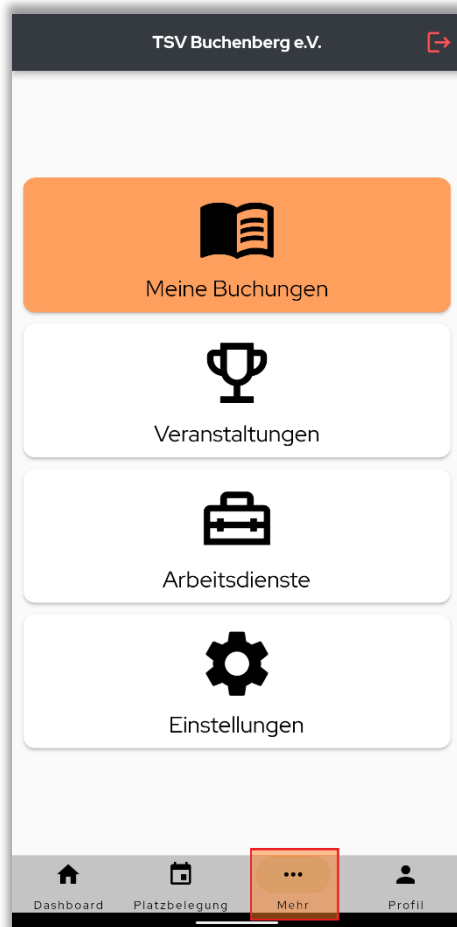 TSV Buchenberg e.V.
Meine Buchungen
Veranstaltungen
Arbeitsdienste
Einstellungen
Dashboard Platzbelegung Mehr Profil